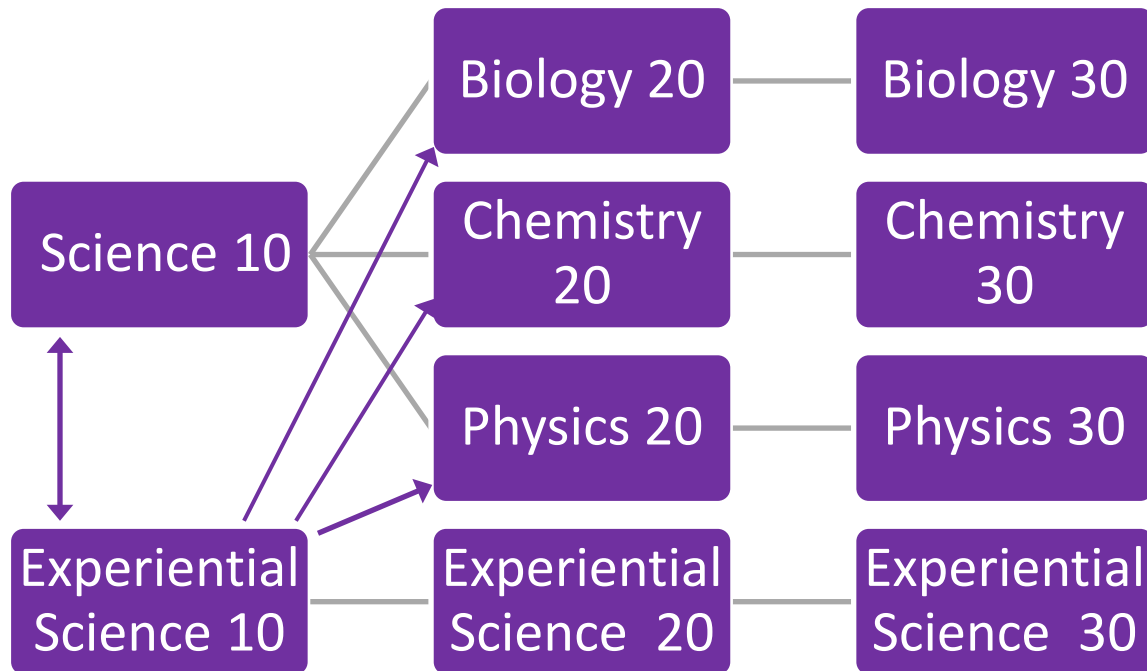 Science 10
Experiential
Science 10
Biology 20
Chemistry
20
Physics 20
Experiential
Science 20
Biology 30
Chemistry
30
Physics 30
Experiential
Science 30